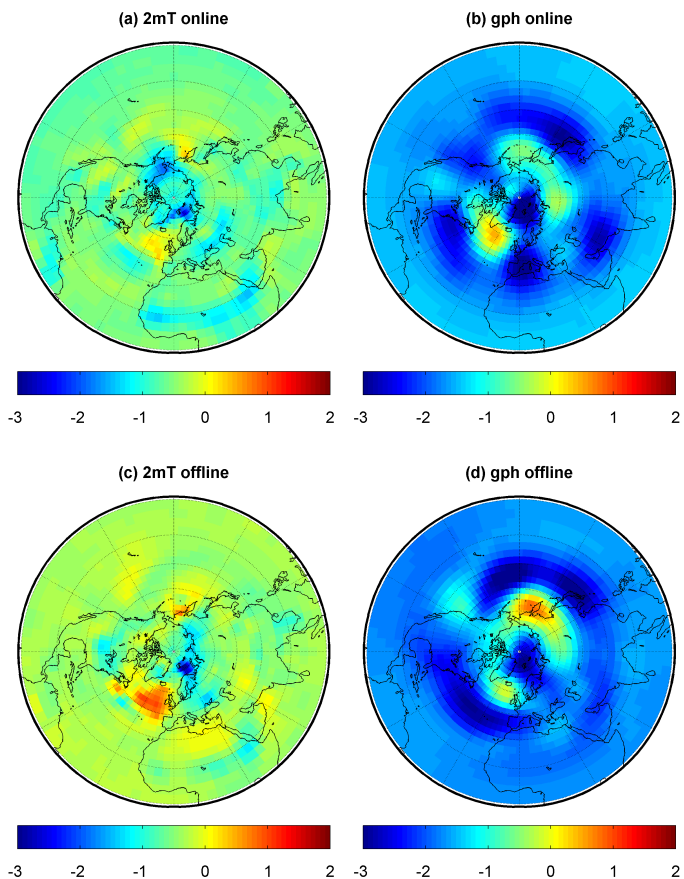 (a) 2mT online
(b) gph online
-3 -2 -1 0 1 2
-3 -2 -1 0 1 2
(c) 2mT offline
(d) gph offline
-3 -2 -1 0 1 2
-3 -2 -1 0 1 2